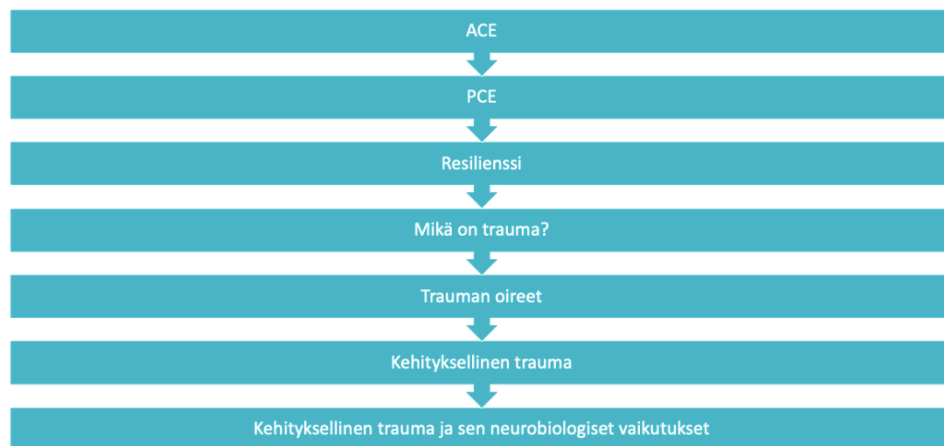 ACE
PCE
Resilienssi
Mikä on trauma?
Trauman oireet
Kehityksellinen trauma
Kehityksellinen trauma ja sen neurobiologiset vaikutukset